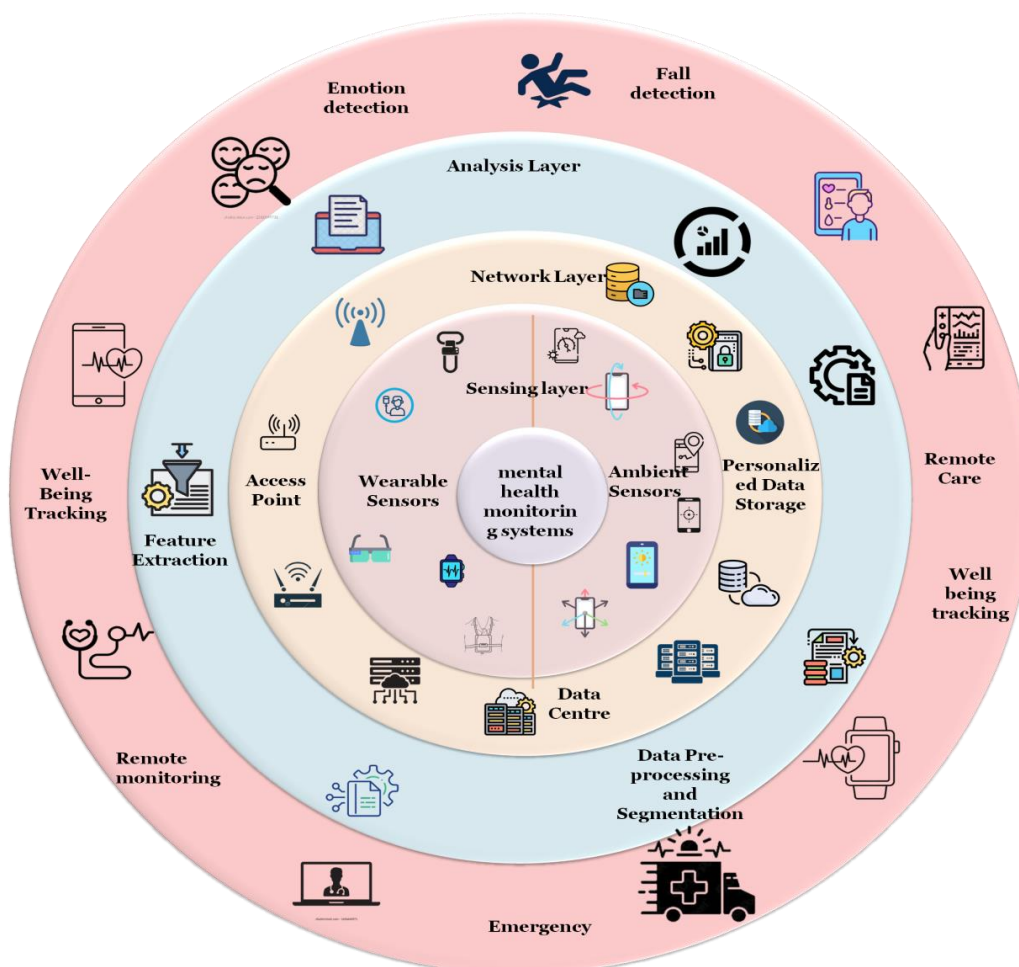 Emotion
detection
Fall
detection
Analysis Layer
Network Layer
Sensing layer
Well-
Being
Tracking
Feature
Extraction
Access
Point
Wearable
Sensors
mental
health
monitorin
g systems
Ambient
Sensors
Personaliz
ed Data
Storage
Remote
Care
Well
being
tracking
Data
Centre
Remote
monitoring
Data Pre-
processing
and
Segmentation
Emergency